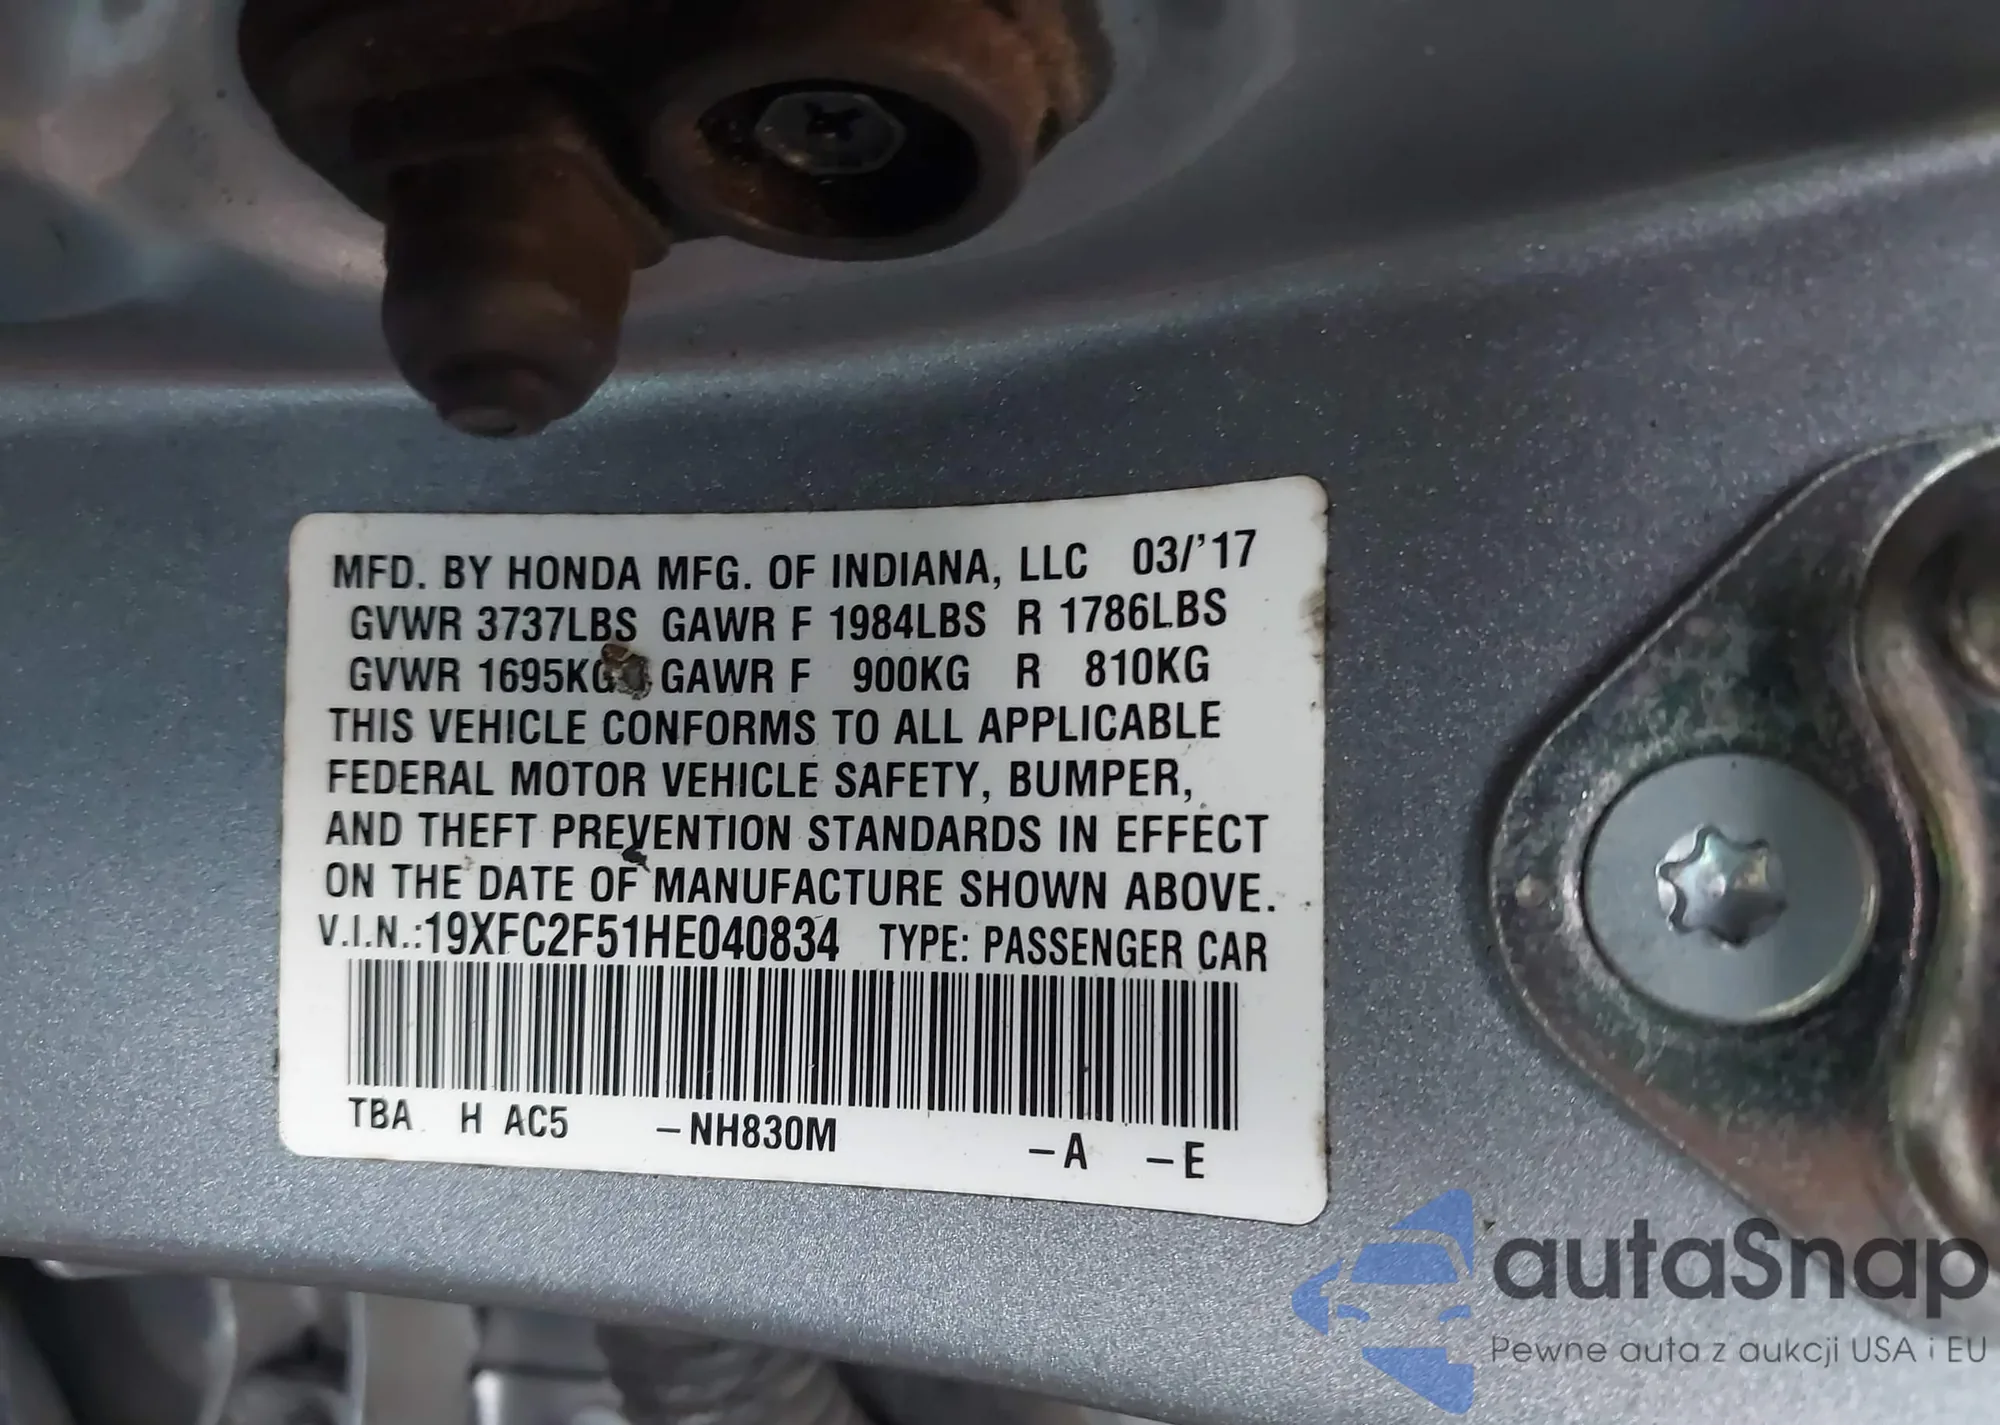 MFD. BY HONDA MFG. OF INDIANA, LLC 03/'17
GVWR 3737LBS GAWR F 1984LBS R 1786LBS
GVWR 1695KG GAWR F 900KG R 810KG
THIS VEHICLE CONFORMS TO ALL APPLICABLE
FEDERAL MOTOR VEHICLE SAFETY, BUMPER,
AND THEFT PREVENTION STANDARDS IN EFFECT
ON THE DATE OF MANUFACTURE SHOWN ABOVE.
V.I.N.:19XFC2F51HE040834 TYPE: PASSENGER CAR
TBA H AC5 –NH830M –A –E
autaSnap
Pewne auta z aukcji USA i EU